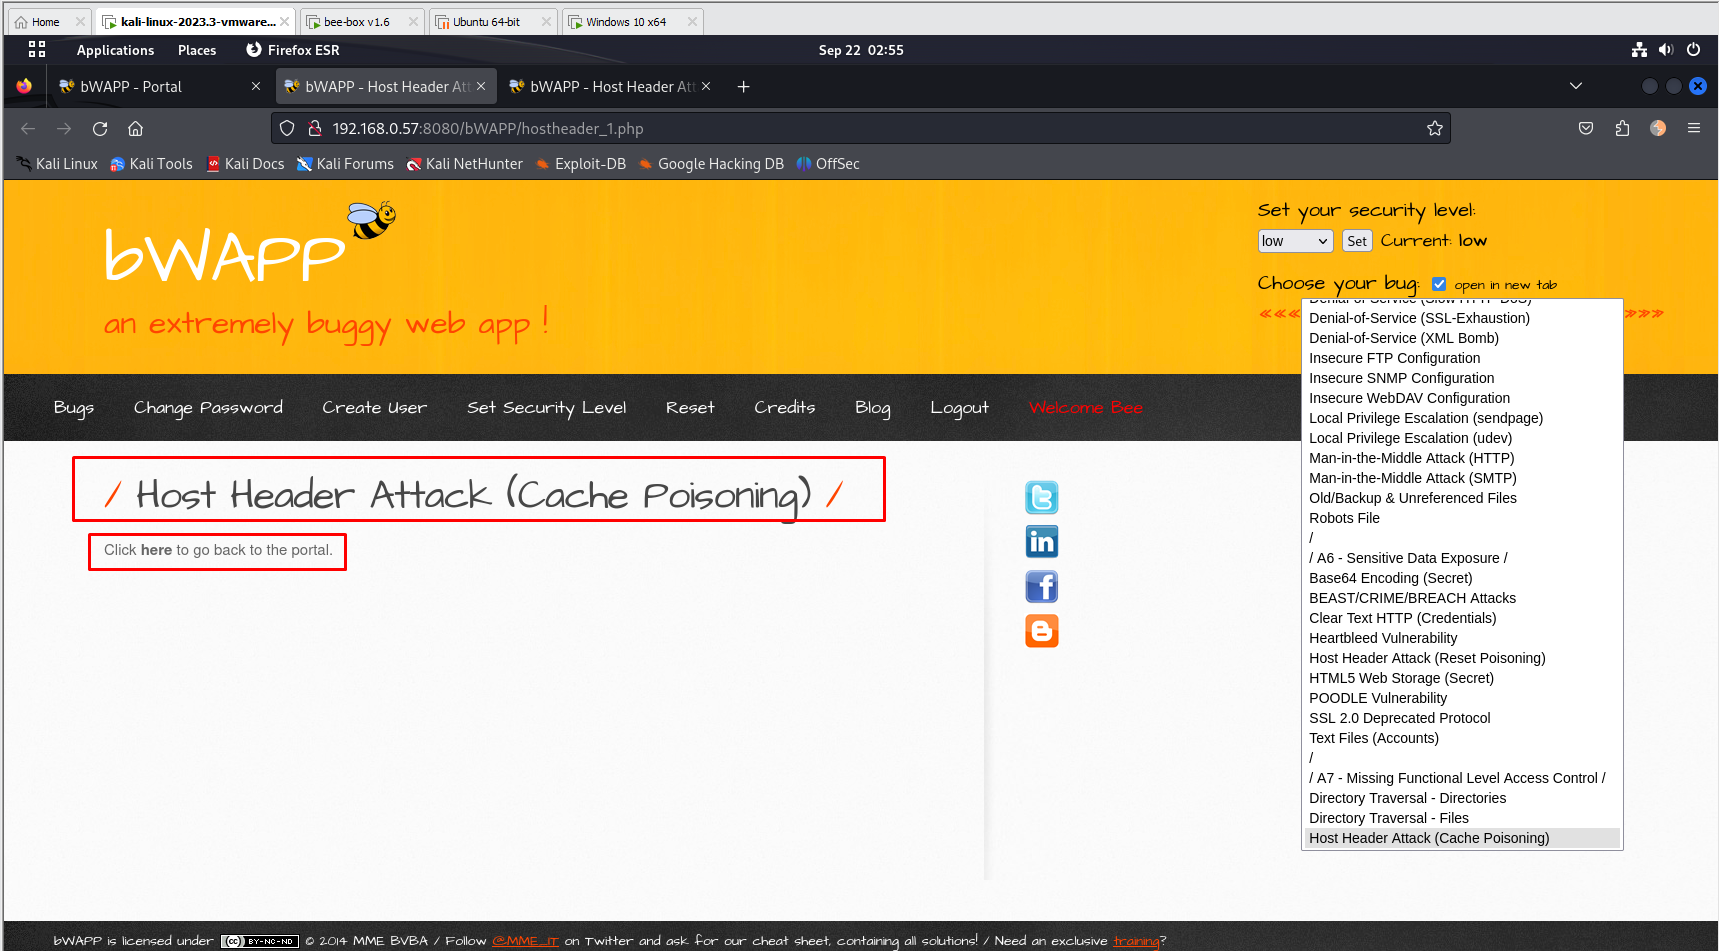 Home
kali-linux-2023.3-vmware...
bee-box v1.6
Ubuntu 64-bit
Windows 10 x64
Applications Places Firefox ESR Sep 22 02:55
bWAPP - Portal
bWAPP - Host Header Att
bWAPP - Host Header Att
192.168.0.57:8080/bWAPP/hostheader_1.php
Kali Linux Kali Tools Kali Docs Kali Forums Kali NetHunter Exploit-DB Google Hacking DB OffSec
bWAPP
an extremely buggy web app !
Set your security level:
low Set Current: low
Choose your bug: open in new tab
Bugs Change Password Create User Set Security Level Reset Credits Blog Logout Welcome Bee
/ Host Header Attack (Cache Poisoning) /
Click here to go back to the portal.
Denial-of-Service (Slow HTTP DoS)
Denial-of-Service (SSL-Exhaustion)
Denial-of-Service (XML Bomb)
Insecure FTP Configuration
Insecure SNMP Configuration
Insecure WebDAV Configuration
Local Privilege Escalation (sendpage)
Local Privilege Escalation (udev)
Man-in-the-Middle Attack (HTTP)
Man-in-the-Middle Attack (SMTP)
Old/Backup & Unreferenced Files
Robots File
/
/ A6 - Sensitive Data Exposure /
Base64 Encoding (Secret)
BEAST/CRIME/BREACH Attacks
Clear Text HTTP (Credentials)
Heartbleed Vulnerability
Host Header Attack (Reset Poisoning)
HTML5 Web Storage (Secret)
POODLE Vulnerability
SSL 2.0 Deprecated Protocol
Text Files (Accounts)
/
/ A7 - Missing Functional Level Access Control /
Directory Traversal - Directories
Directory Traversal - Files
Host Header Attack (Cache Poisoning)
bWAPP is licensed under (cc) BY-NC-ND © 2014 MME BVBA / Follow @MME_IT on Twitter and ask for our cheat sheet, containing all solutions! / Need an exclusive training?